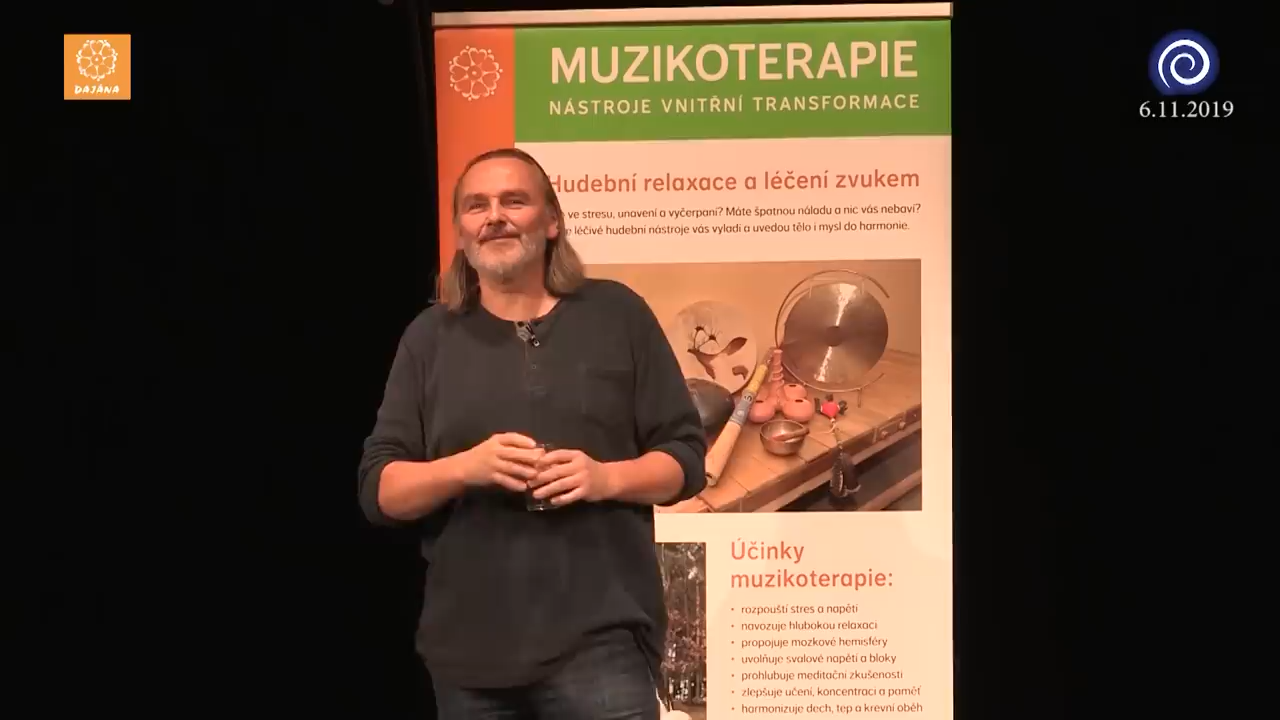 DAJÁNA
6.11.2019
MUZIKOTERAPIE
NÁSTROJE VNITŘNÍ TRANSFORMACE
Hudební relaxace a léčení zvukem
ve stresu, unavení a vyčerpaní? Máte špatnou náladu a nic vás nebaví?
léčivé hudební nástroje vás vyladí a uvedou tělo i mysl do harmonie.
Účinky
muzikoterapie:
• rozpouští stres a napětí
• navozuje hlubokou relaxaci
• propojuje mozkové hemisféry
• uvolňuje svalové napětí a bloky
• prohlubuje meditační zkušenosti
• zlepšuje učení, koncentraci a paměť
• harmonizuje dech, tep a krevní oběh